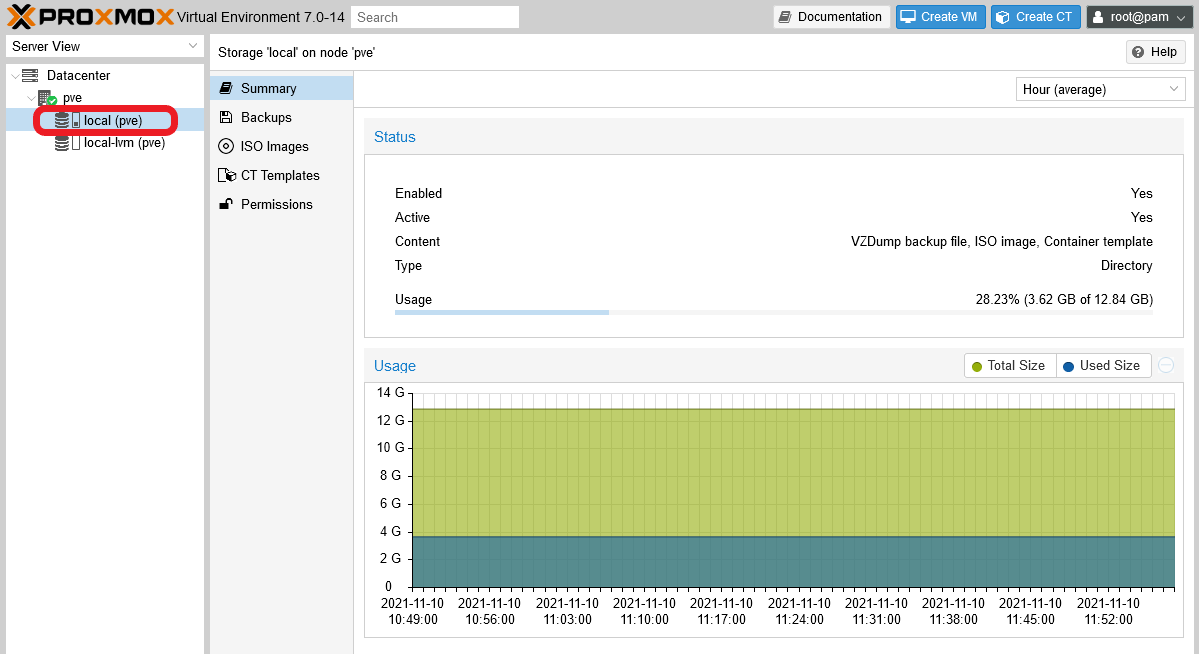 PROXMOX Virtual Environment 7.0-14 Search Documentation Create VM Create CT root@pam
Server View
Datacenter
pve
local (pve)
local-lvm (pve)
Storage 'local' on node 'pve' Help
Summary
Backups
ISO Images
CT Templates
Permissions
Hour (average)
Status
Enabled Yes
Active Yes
Content VZDump backup file, ISO image, Container template
Type Directory
Usage 28.23% (3.62 GB of 12.84 GB)
Usage Total Size Used Size
14 G
12 G
10 G
8 G
6 G
4 G
2 G
0
2021-11-10 2021-11-10 2021-11-10 2021-11-10 2021-11-10 2021-11-10 2021-11-10 2021-11-10 2021-11-10 2021-11-10
10:49:00 10:56:00 11:03:00 11:10:00 11:17:00 11:24:00 11:31:00 11:38:00 11:45:00 11:52:00